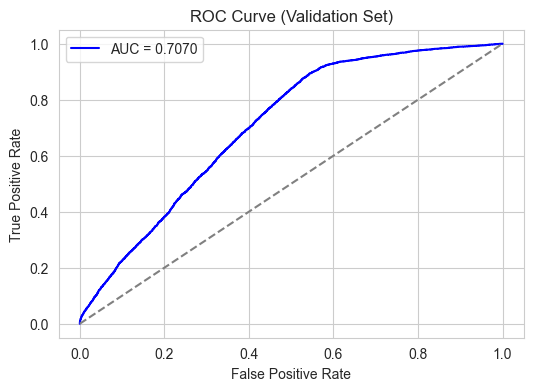 ROC Curve (Validation Set)
AUC = 0.7070
True Positive Rate
1.0
0.8
0.6
0.4
0.2
0.0
0.0 0.2 0.4 0.6 0.8 1.0
False Positive Rate